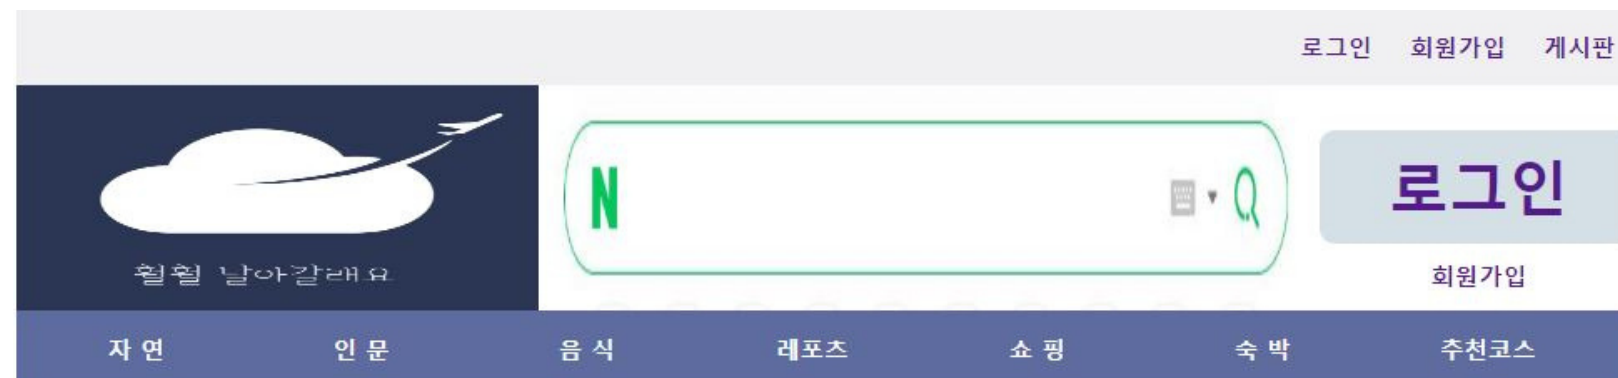 로그인 회원가입 게시판
훨훨 날아갈래요
N
로그인
회원가입
자 연 인 문 음 식 레포츠 쇼 핑 숙 박 추천코스